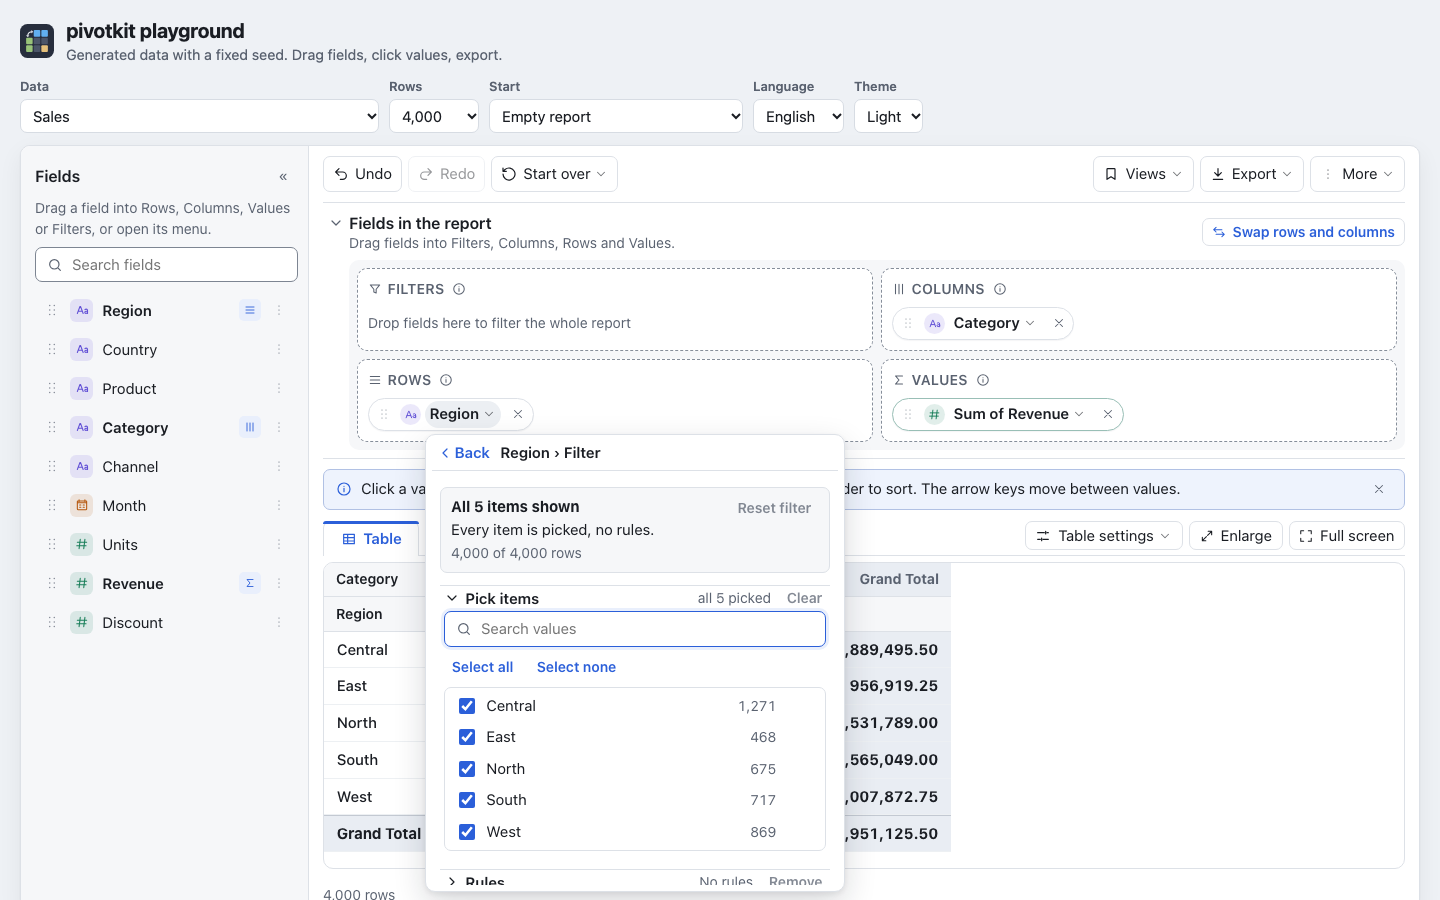 pivotkit playground
Generated data with a fixed seed. Drag fields, click values, export.
Data
Rows
Start
Language
Theme
Sales
4,000
Empty report
English
Light
Fields
«
Drag a field into Rows, Columns, Values
or Filters, or open its menu.
Search fields
Aa Region
Aa Country
Aa Product
Aa Category
Aa Channel
Month
# Units
# Revenue Σ
# Discount
Undo
Redo
Start over
Views
Export
More
Fields in the report
Drag fields into Filters, Columns, Rows and Values.
Swap rows and columns
FILTERS
Drop fields here to filter the whole report
COLUMNS
Aa Category
ROWS
Aa Region
Σ VALUES
# Sum of Revenue
Back Region › Filter
All 5 items shown
Reset filter
Every item is picked, no rules.
4,000 of 4,000 rows
Pick items
all 5 picked
Clear
Search values
Select all
Select none
Central 1,271
East 468
North 675
South 717
West 869
Rules
No rules
Remove
Click a va
der to sort. The arrow keys move between values.
Table
Table settings
Enlarge
Full screen
Category
Grand Total
Region
Central ,889,495.50
East 956,919.25
North ,531,789.00
South ,565,049.00
West ,007,872.75
Grand Total ,951,125.50
4,000 rows